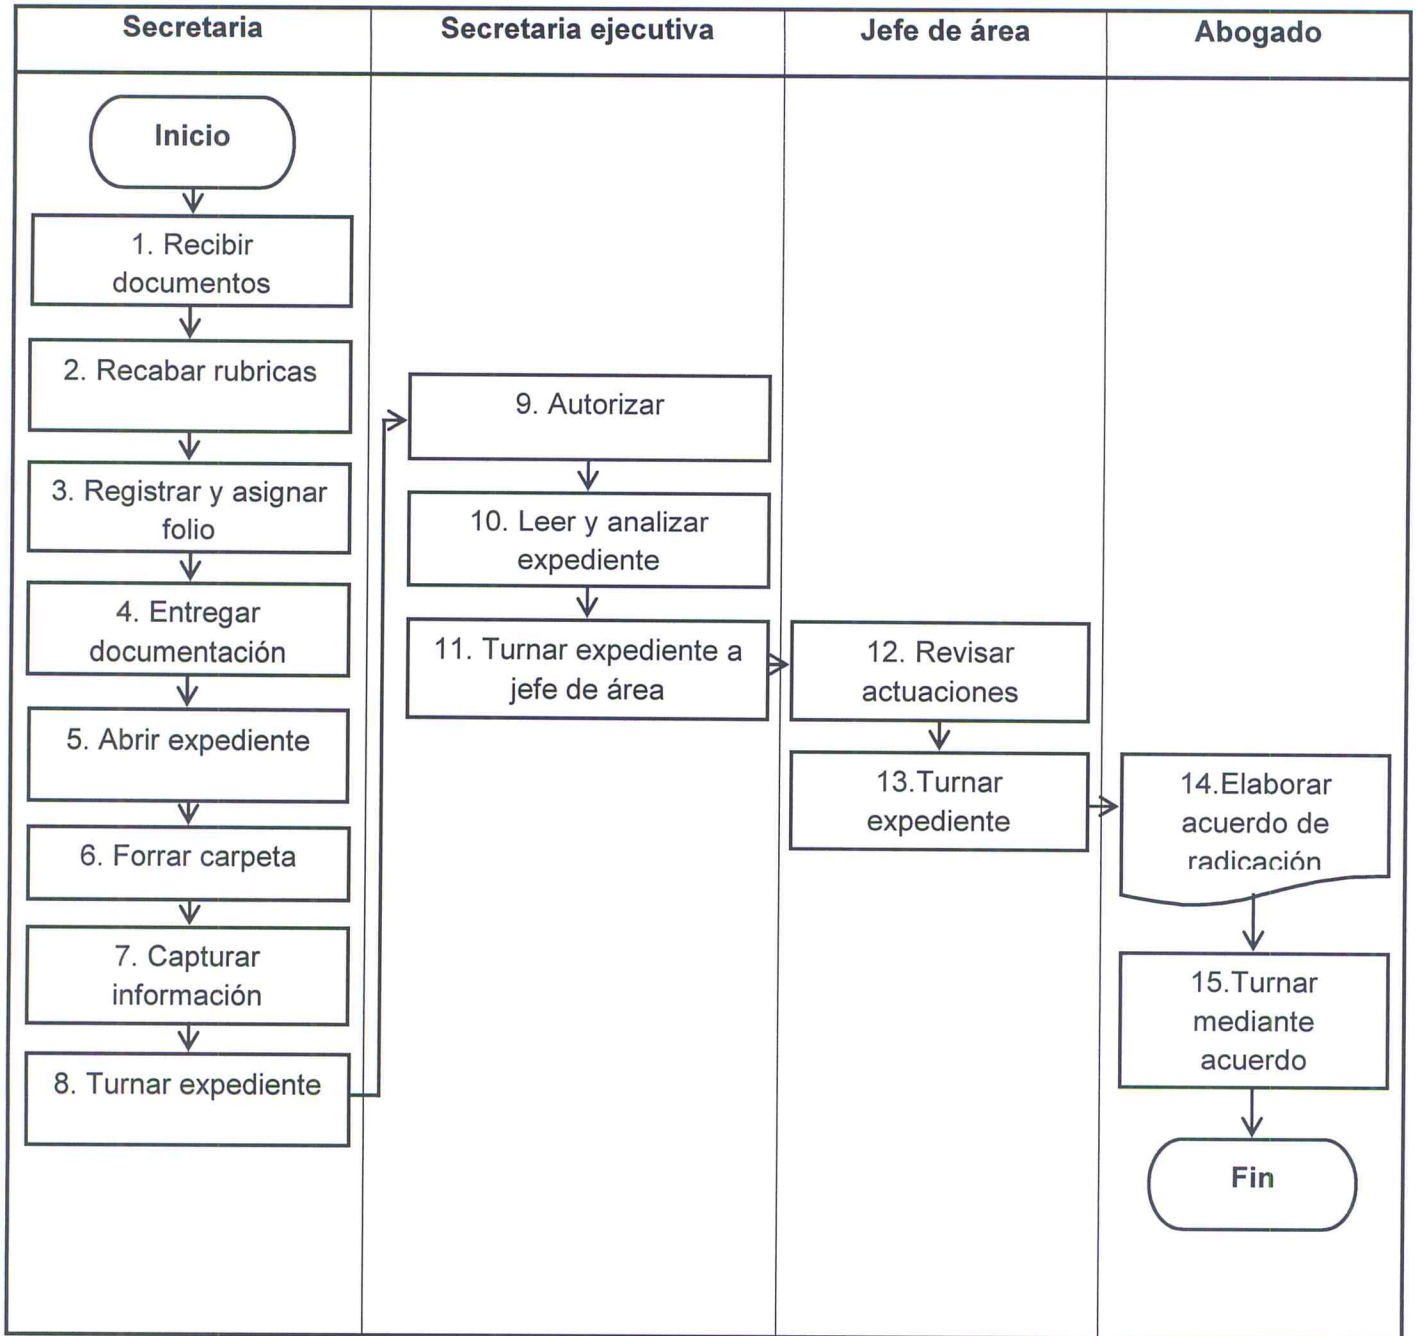 Secretaria
Secretaria ejecutiva
Jefe de área
Abogado
Inicio
1. Recibir
documentos
2. Recabar rubricas
3. Registrar y asignar
folio
4. Entregar
documentación
5. Abrir expediente
6. Forrar carpeta
7. Capturar
información
8. Turnar expediente
9. Autorizar
10. Leer y analizar
expediente
11. Turnar expediente a
jefe de área
12. Revisar
actuaciones
13.Turnar
expediente
14.Elaborar
acuerdo de
radicación
15.Turnar
mediante
acuerdo
Fin